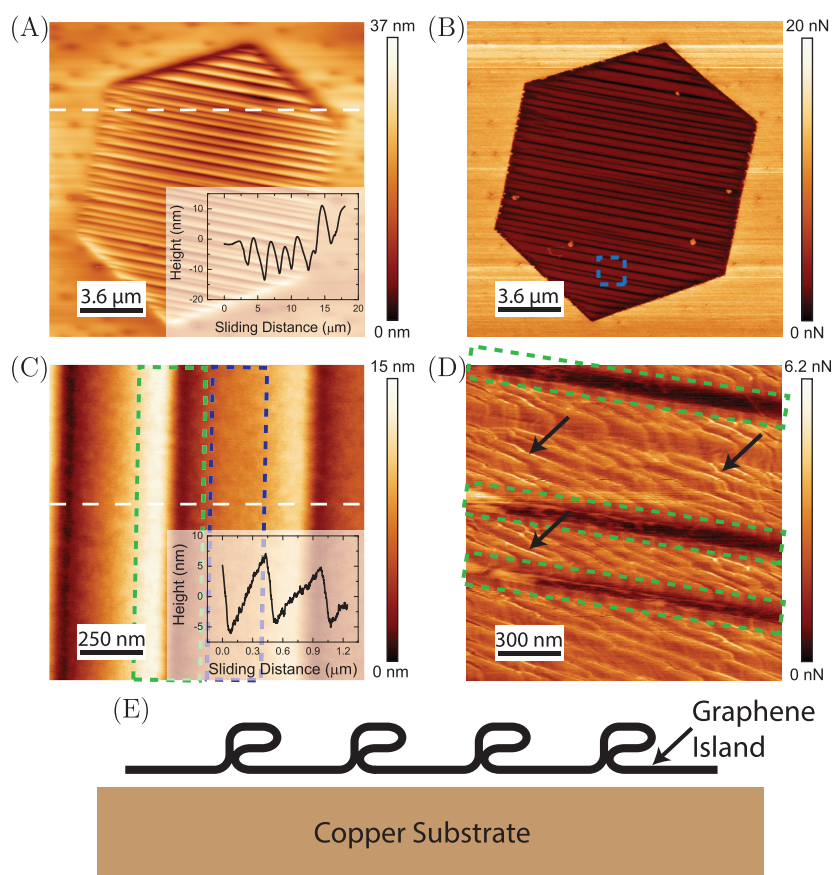 (A)
37 nm
0 nm
3.6 μm
Height (nm)
10
0
-10
-20
0
5
10
15
20
Sliding Distance (μm)
(B)
20 nN
0 nN
3.6 μm
(C)
15 nm
0 nm
250 nm
Height (nm)
10
5
0
-5
0.0
0.3
0.6
0.9
1.2
Sliding Distance (μm)
(D)
6.2 nN
0 nN
300 nm
(E)
Graphene
Island
Copper Substrate